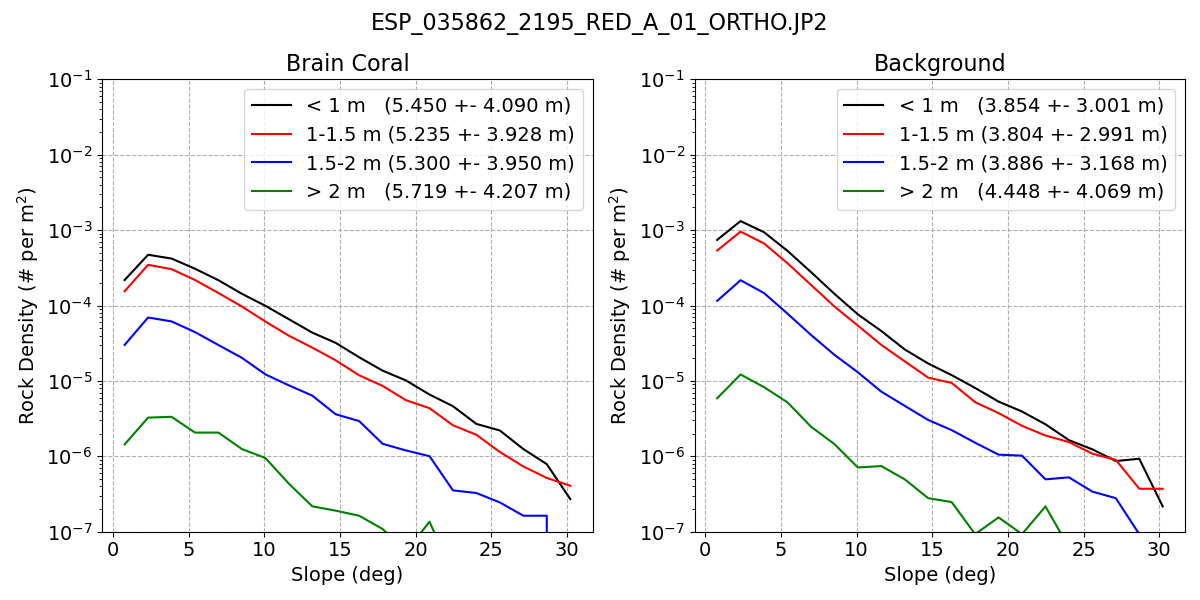 ESP_035862_2195_RED_A_01_ORTHO.JP2
Brain Coral
< 1 m (5.450 +- 4.090 m)
1-1.5 m (5.235 +- 3.928 m)
1.5-2 m (5.300 +- 3.950 m)
> 2 m (5.719 +- 4.207 m)
Rock Density (# per m²)
10⁻¹
10⁻²
10⁻³
10⁻⁴
10⁻⁵
10⁻⁶
10⁻⁷
0 5 10 15 20 25 30
Slope (deg)
Background
< 1 m (3.854 +- 3.001 m)
1-1.5 m (3.804 +- 2.991 m)
1.5-2 m (3.886 +- 3.168 m)
> 2 m (4.448 +- 4.069 m)
Rock Density (# per m²)
10⁻¹
10⁻²
10⁻³
10⁻⁴
10⁻⁵
10⁻⁶
10⁻⁷
0 5 10 15 20 25 30
Slope (deg)